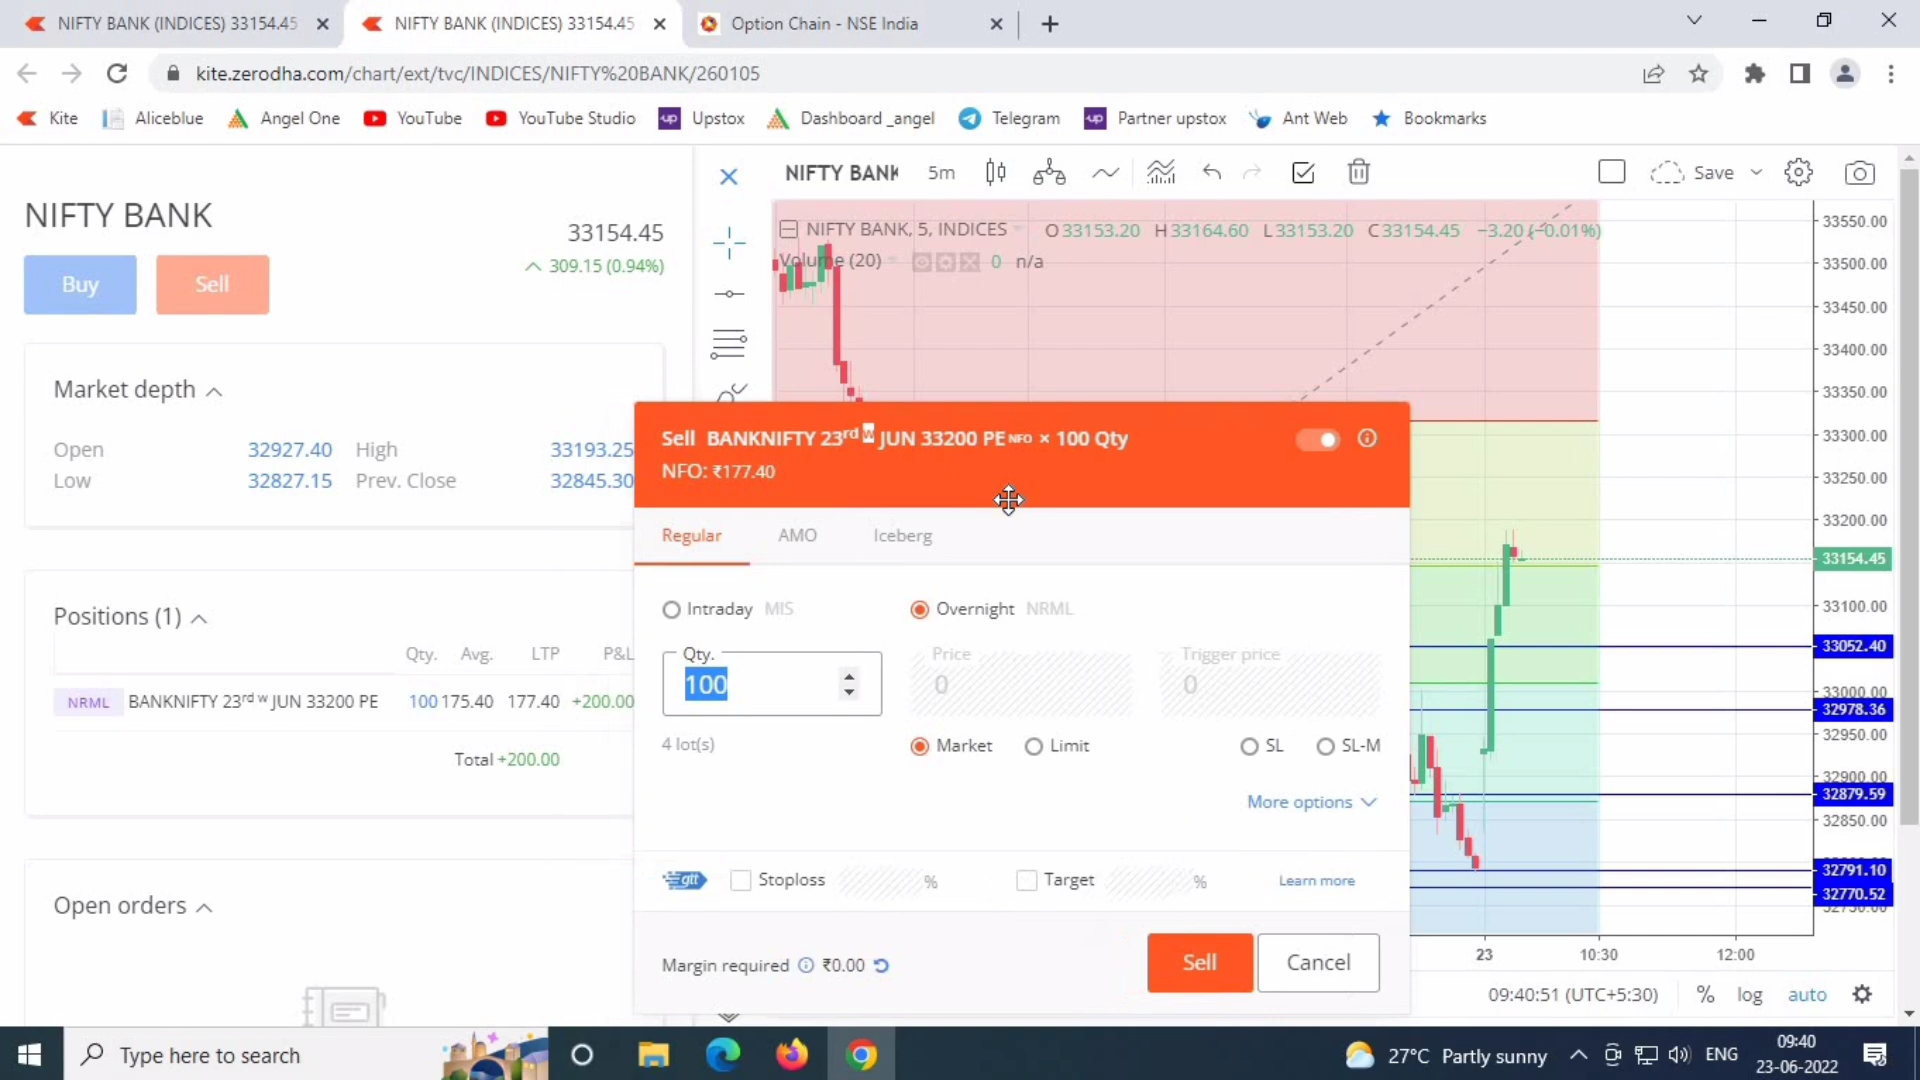 NIFTY BANK (INDICES) 33154.45
NIFTY BANK (INDICES) 33154.45
Option Chain - NSE India
kite.zerodha.com/chart/ext/tvc/INDICES/NIFTY%20BANK/260105
Kite Aliceblue Angel One YouTube YouTube Studio Upstox Dashboard _angel Telegram Partner upstox Ant Web Bookmarks
NIFTY BANK 5m Save
NIFTY BANK
33154.45
309.15 (0.94%)
Buy Sell
Market depth
Open 32927.40 High 33193.25
Low 32827.15 Prev. Close 32845.30
Positions (1)
Qty. Avg. LTP P&L
NRML BANKNIFTY 23rd w JUN 33200 PE 100 175.40 177.40 +200.00
Total +200.00
Open orders
NIFTY BANK, 5, INDICES O33153.20 H33164.60 L33153.20 C33154.45 −3.20 (−0.01%)
Volume (20) 0 n/a
Sell BANKNIFTY 23rd w JUN 33200 PE NFO × 100 Qty
NFO: ₹177.40
Regular AMO Iceberg
Intraday MIS Overnight NRML
Qty. Price Trigger price
100 0 0
4 lot(s) Market Limit SL SL-M
More options
gtt Stoploss % Target % Learn more
Margin required ₹0.00 Sell Cancel
33550.00
33500.00
33450.00
33400.00
33350.00
33300.00
33250.00
33200.00
33154.45
33100.00
33052.40
33000.00
32978.36
32950.00
32900.00
32879.59
32850.00
32791.10
32770.52
23 10:30 12:00
09:40:51 (UTC+5:30) % log auto
Type here to search
27°C Partly sunny ENG
09:40
23-06-2022